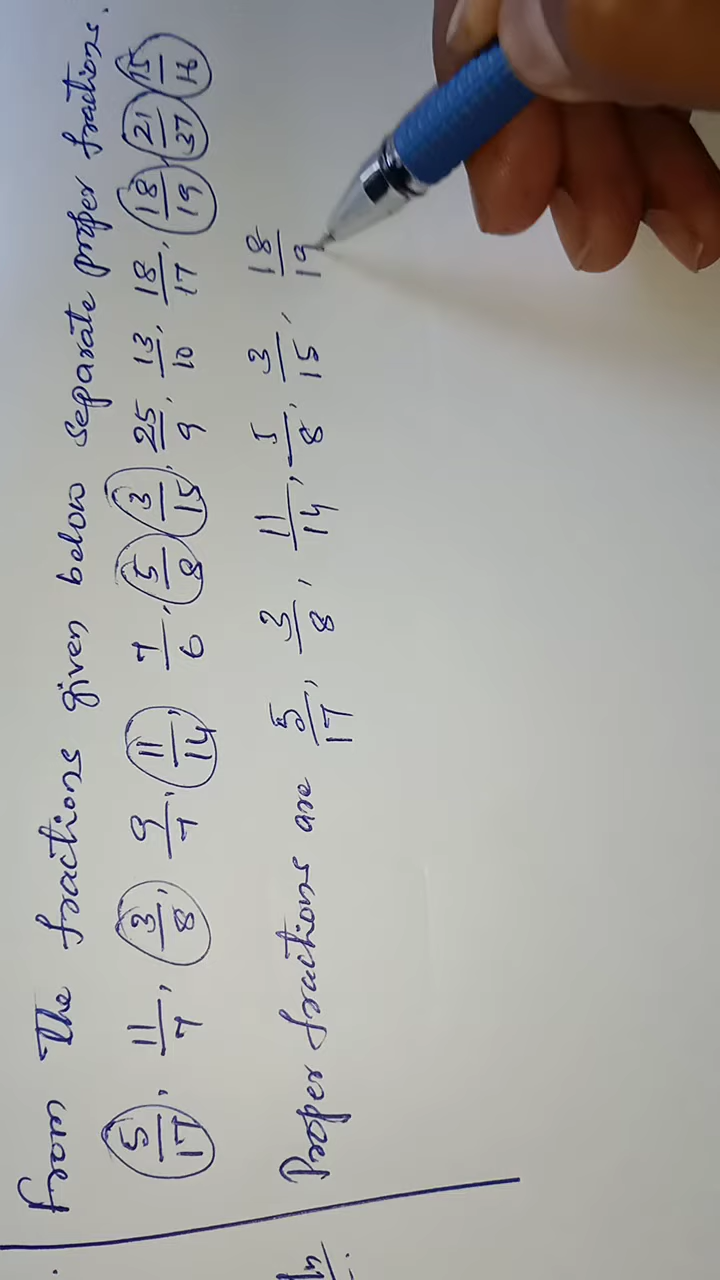 from The fractions given below separate proper fractions.
5/17, 11/7, 3/8, 9/7, 11/14, 7/6, 5/8, 3/15, 25/9, 13/10, 18/17, 18/19, 21/37, 15/16
Proper fractions are 5/17, 3/8, 11/14, 5/8, 3/15, 18/19